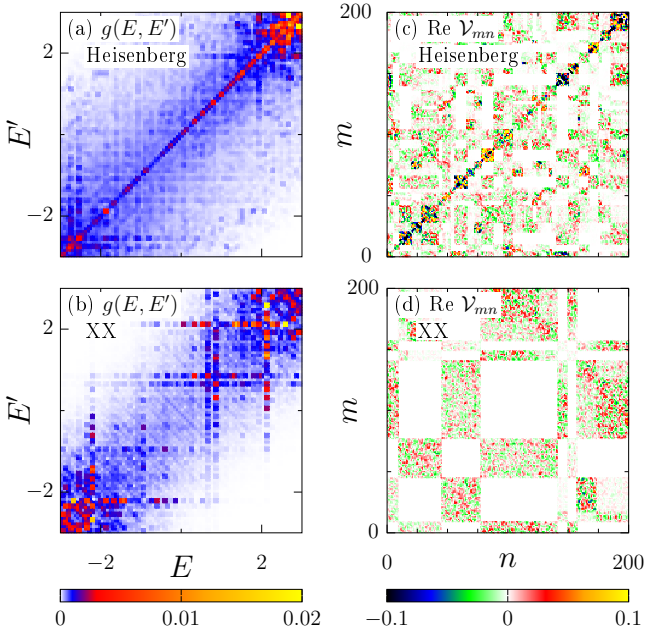 (a) g(E, E′)
Heisenberg
2
−2
E′
(c) Re 𝒱mn
Heisenberg
200
0
m
(b) g(E, E′)
XX
2
−2
E′
−2
2
E
(d) Re 𝒱mn
XX
200
0
m
0
200
n
0
0.01
0.02
−0.1
0
0.1